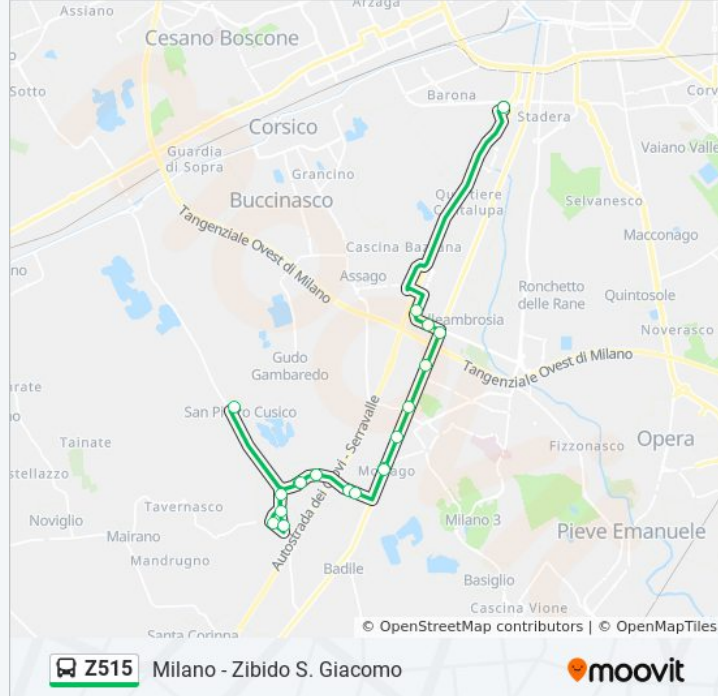 Assiano
Arzaga
Cesano Boscone
Sotto
Barona
Corv
Stadera
Corsico
Vaiano Valle
Guardia
di Sopra
Grancino
Selvanesco
Buccinasco
Macconago
Tangenziale Ovest di Milano
Cascina
Assago
Ronchetto
delle Rane
Quintosole
no
Noverasco
Tangenziale Ovest di Milano
Gudo
Gambaredo
San Pietro Cusico
Opera
Fizzonasco
Tainate
Autostrada dei Giovi - Serravalle
Tavernasco
Noviglio
Mairano
Milano 3
Pieve Emanuele
Mandrugno
Badile
Basiglio
Cascina Vione
Santa Corinna
© OpenStreetMap contributors | © OpenMapTiles
Z515 Milano - Zibido S. Giacomo
moovit